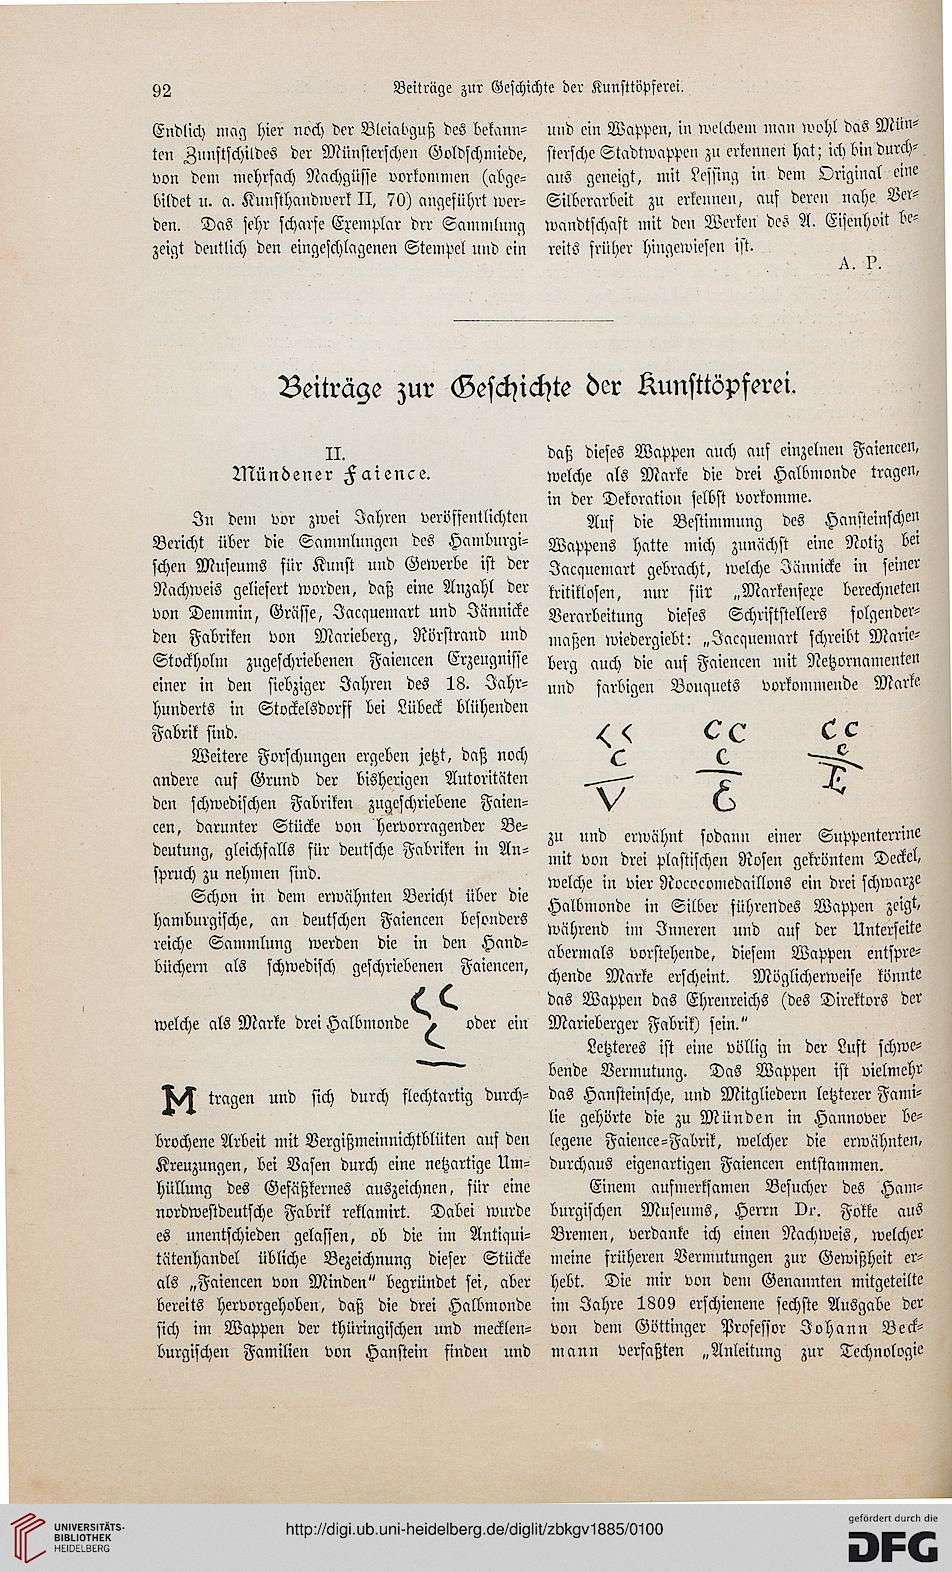 92
Beiträge zur Geschichte der Kunsttöpferei.
Endlich mag hier noch der Bleiabguß des bekann-
ten Zunftschildes der Münsterschen Goldschmiede,
von dem mehrfach Nachgüsse vorkommen (abge-
bildet u. a. Kunsthandwerk II, 70) angeführt wer-
den. Das sehr scharfe Exemplar drr Sammlung
zeigt deutlich den eingeschlagenen Stempel und ein
und ein Wappen, in welchem man wohl das Mün-
stersche Stadtwappen zu erkennen hat; ich bin durch-
aus geneigt, mit Lessing in dem Original eine
Silberarbeit zu erkennen, auf deren nahe Ver-
wandtschaft mit den Werken des A. Eisenhoit be-
reits früher hingewiesen ist.
A. P.
Beiträge zur Geschichte der Kunsttöpferei.
II.
Mündener Faience.
In dem vor zwei Jahren veröffentlichten
Bericht über die Sammlungen des Hamburgi-
schen Museums für Kunst und Gewerbe ist der
Nachweis geliefert worden, daß eine Anzahl der
von Demmin, Grässe, Jacquemart und Jännicke
den Fabriken von Marieberg, Rörstrand und
Stockholm zugeschriebenen Faiencen Erzeugnisse
einer in den siebziger Jahren des 18. Jahr-
hunderts in Stockelsdorff bei Lübeck blühenden
Fabrik sind.
Weitere Forschungen ergeben jetzt, daß noch
andere auf Grund der bisherigen Autoritäten
den schwedischen Fabriken zugeschriebene Faien-
cen, darunter Stücke von hervorragender Be-
deutung, gleichfalls für deutsche Fabriken in An-
spruch zu nehmen sind.
Schon in dem erwähnten Bericht über die
hamburgische, an deutschen Faiencen besonders
reiche Sammlung werden die in den Hand-
büchern als schwedisch geschriebenen Faiencen,
welche als Marke drei Halbmonde oder ein
M tragen und sich durch flechtartig durch-
brochene Arbeit mit Vergißmeinnichtblüten auf den
Kreuzungen, bei Vasen durch eine netzartige Um-
hüllung des Gefäßkernes auszeichnen, für eine
nordwestdeutsche Fabrik reklamirt. Dabei wurde
es unentschieden gelassen, ob die im Antiqui-
tätenhandel übliche Bezeichnung dieser Stücke
als „Faiencen von Minden“ begründet sei, aber
bereits hervorgehoben, daß die drei Halbmonde
sich im Wappen der thüringischen und mecklen-
burgischen Familien von Hanstein finden und
daß dieses Wappen auch auf einzelnen Faiencen,
welche als Marke die drei Halbmonde tragen,
in der Dekoration selbst vorkomme.
Auf die Bestimmung des Hansteinschen
Wappens hatte mich zunächst eine Notiz bei
Jacquemart gebracht, welche Jännicke in seiner
kritiklosen, nur für „Markensexe berechneten
Verarbeitung dieses Schriftstellers folgender-
maßen wiedergiebt: „Jacquemart schreibt Marie-
berg auch die auf Faiencen mit Netzornamenten
und farbigen Bouquets vorkommende Marke
zu und erwähnt sodann einer Suppenterrine
mit von drei plastischen Rosen gekröntem Deckel,
welche in vier Rococomedaillons ein drei schwarze
Halbmonde in Silber führendes Wappen zeigt,
während im Inneren und auf der Unterseite
abermals vorstehende, diesem Wappen entspre-
chende Marke erscheint. Möglicherweise könnte
das Wappen das Ehrenreichs (des Direktors der
Marieberger Fabrik) sein.“
Letzteres ist eine völlig in der Luft schwe-
bende Vermutung. Das Wappen ist vielmehr
das Hansteinsche, und Mitgliedern letzterer Fami-
lie gehörte die zu Münden in Hannover be-
legene Faience-Fabrik, welcher die erwähnten,
durchaus eigenartigen Faiencen entstammen.
Einem aufmerksamen Besucher des Ham-
burgischen Museums, Herrn Dr. Fokke aus
Bremen, verdanke ich einen Nachweis, welcher
meine früheren Vermutungen zur Gewißheit er-
hebt. Die mir von dem Genannten mitgeteilte
im Jahre 1809 erschienene sechste Ausgabe der
von dem Göttinger Professor Johann Beck-
mann verfaßten „Anleitung zur Technologie
UNIVERSITÄTS-
BIBLIOTHEK
HEIDELBERG
http://digi.ub.uni-heidelberg.de/diglit/zbkgv1885/0100
gefördert durch die
DFG